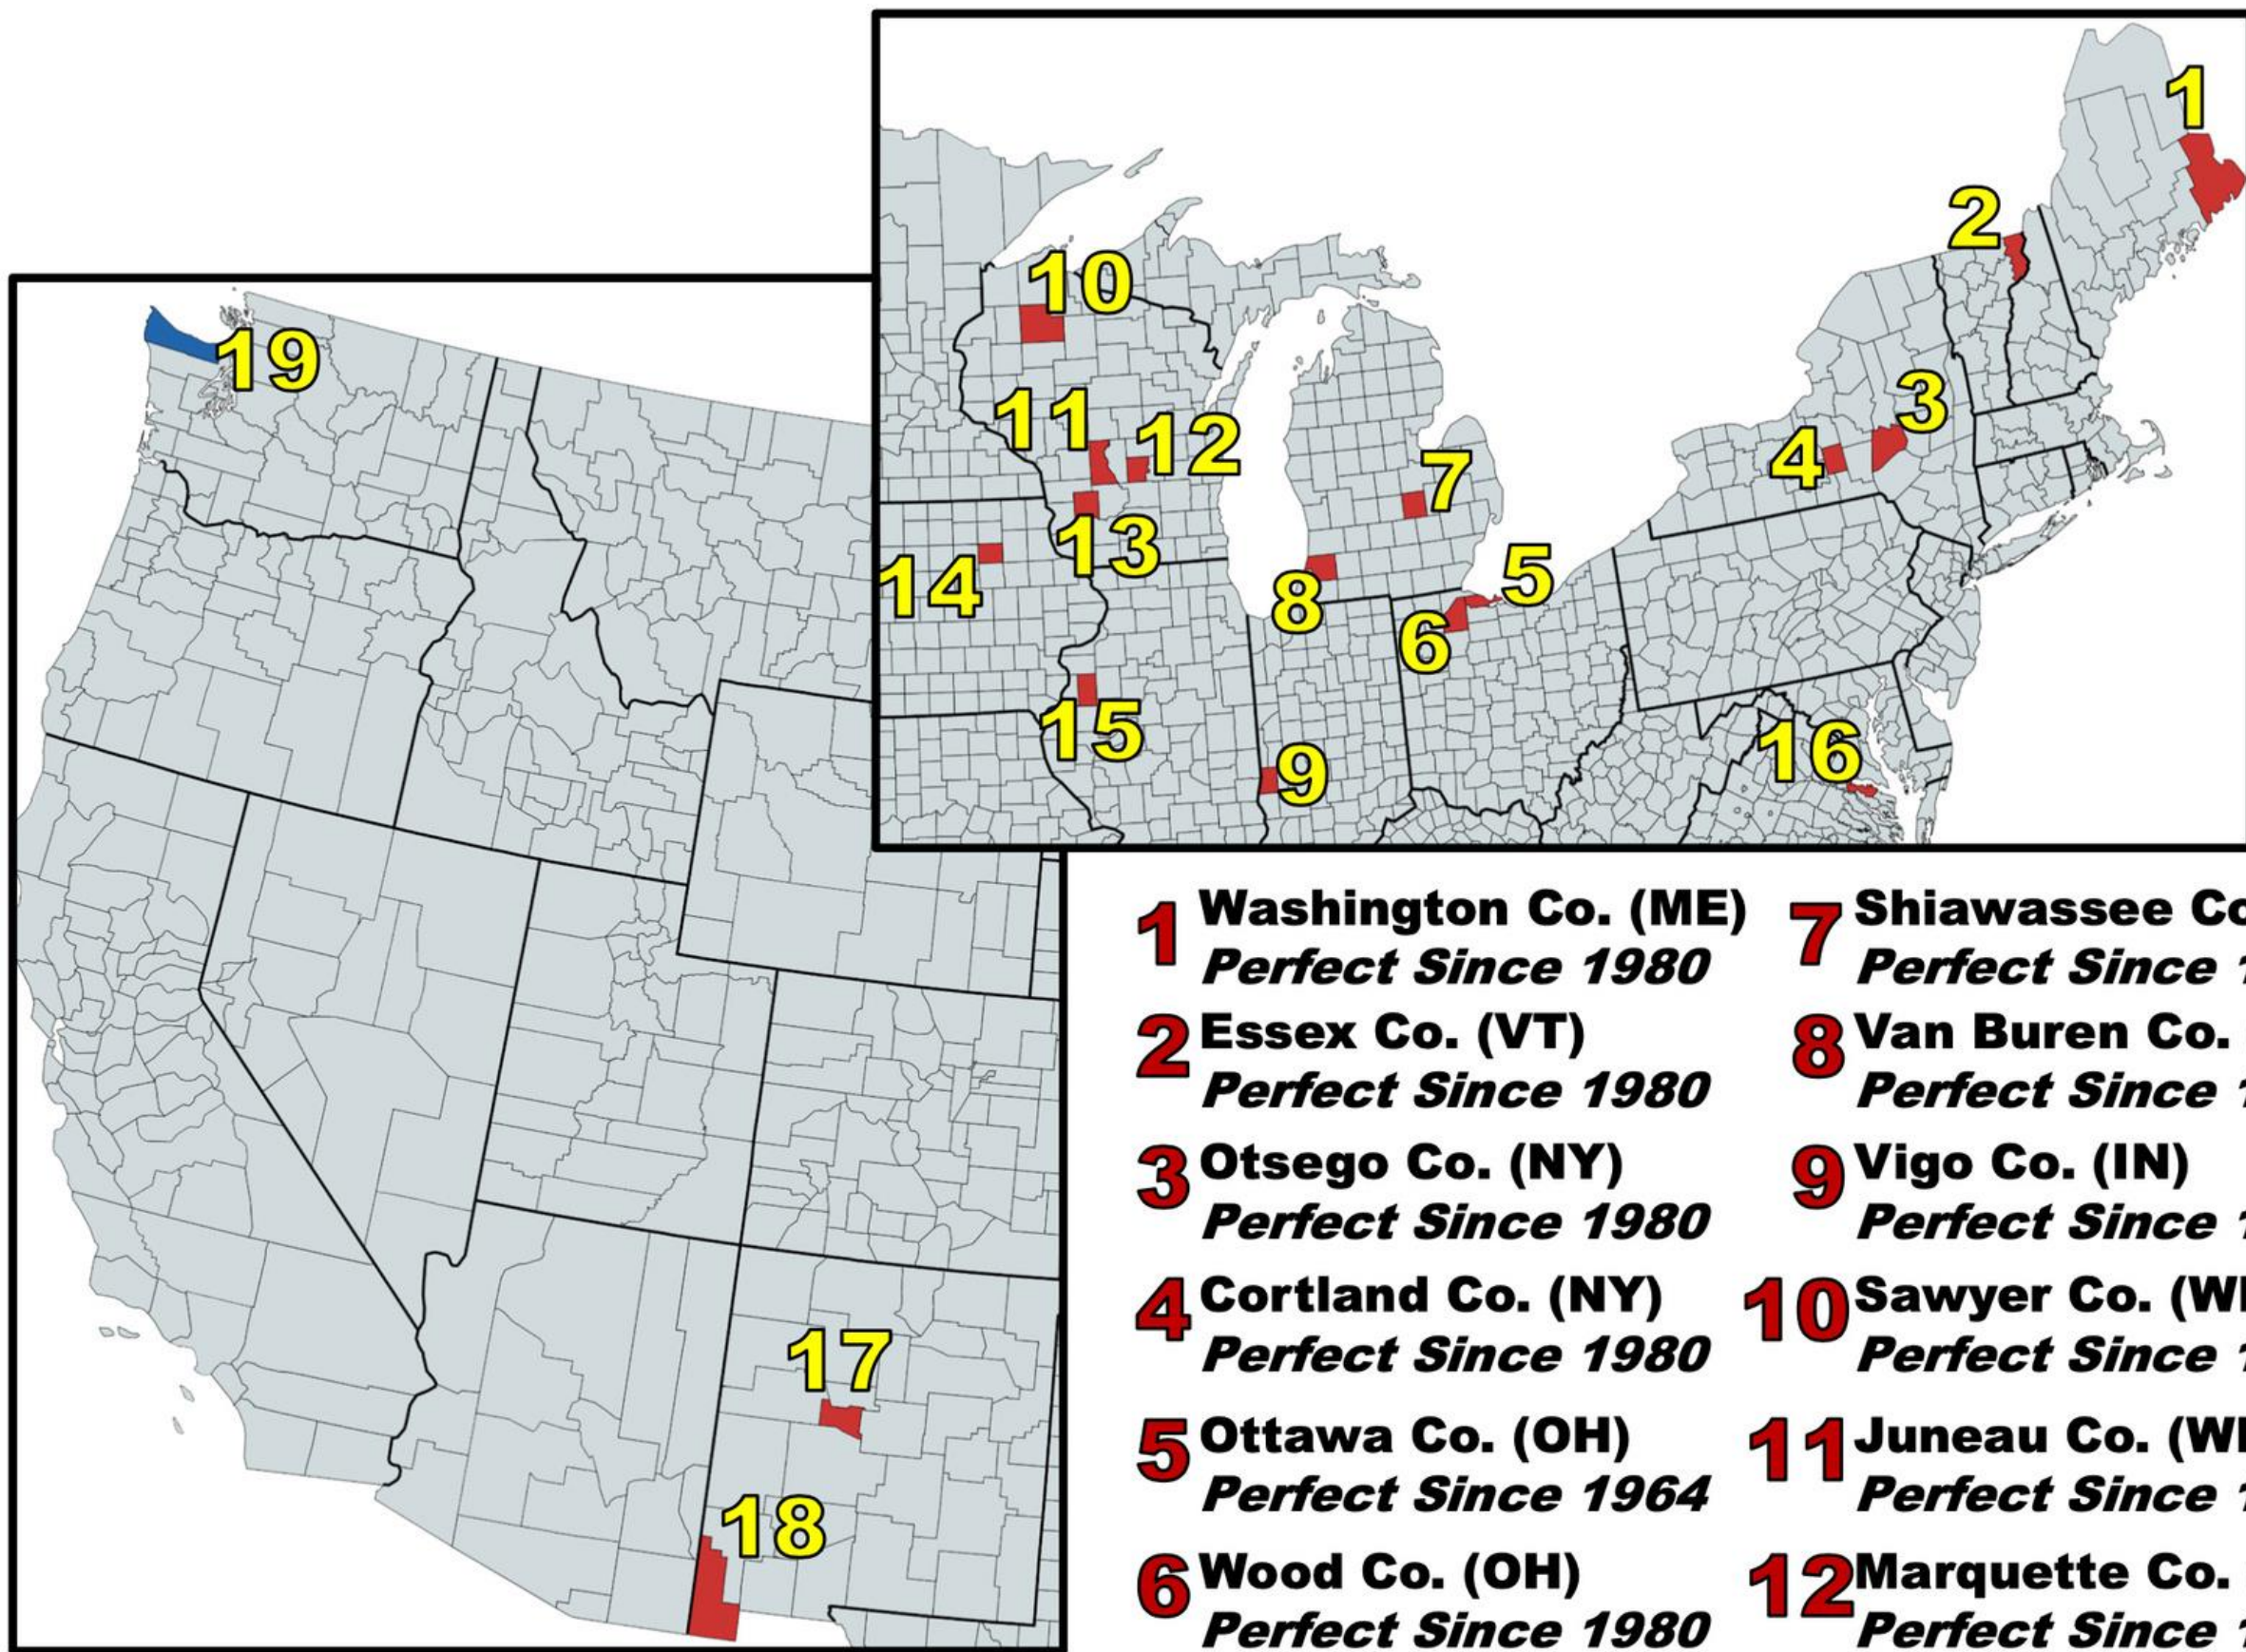 1
2
10
19
3
11
12
4
7
13
14
5
8
6
15
16
9
17
18
1 Washington Co. (ME)
Perfect Since 1980
2 Essex Co. (VT)
Perfect Since 1980
3 Otsego Co. (NY)
Perfect Since 1980
4 Cortland Co. (NY)
Perfect Since 1980
5 Ottawa Co. (OH)
Perfect Since 1964
6 Wood Co. (OH)
Perfect Since 1980
7 Shiawassee
Perfect Since
8 Van Buren Co.
Perfect Since
9 Vigo Co. (IN)
Perfect Since
10 Sawyer Co.
Perfect Since
11 Juneau Co.
Perfect Since
12 Marquette Co.
Perfect Since